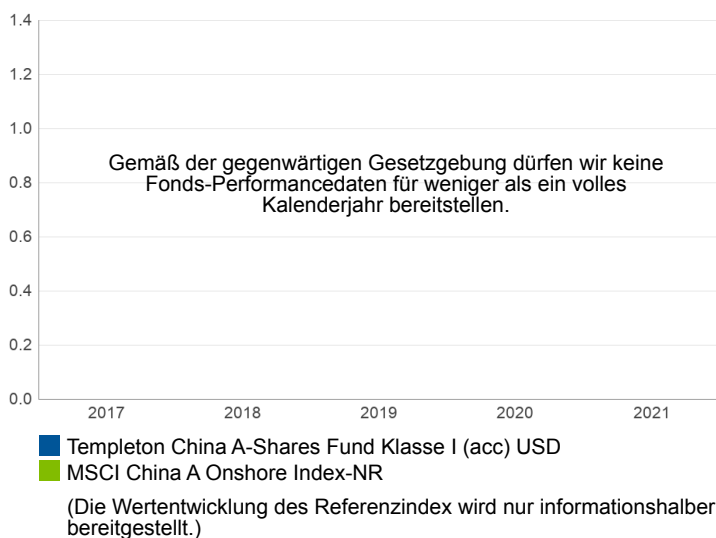 1.4
1.2
1.0
Gemäß der gegenwärtigen Gesetzgebung dürfen wir keine
Fonds-Performancedaten für weniger als ein volles
Kalenderjahr bereitstellen.
0.8
0.6
0.4
0.2
0.0
2017 2018 2019 2020 2021
Templeton China A-Shares Fund Klasse I (acc) USD
MSCI China A Onshore Index-NR
(Die Wertentwicklung des Referenzindex wird nur informationshalber
bereitgestellt.)